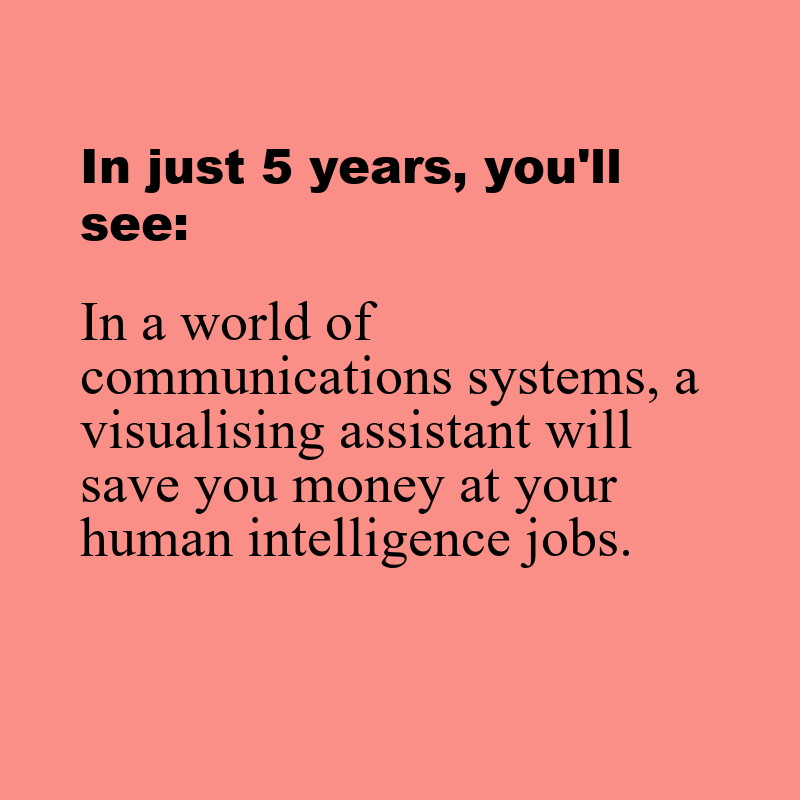 In just 5 years, you'll
see:
In a world of
communications systems, a
visualising assistant will
save you money at your
human intelligence jobs.